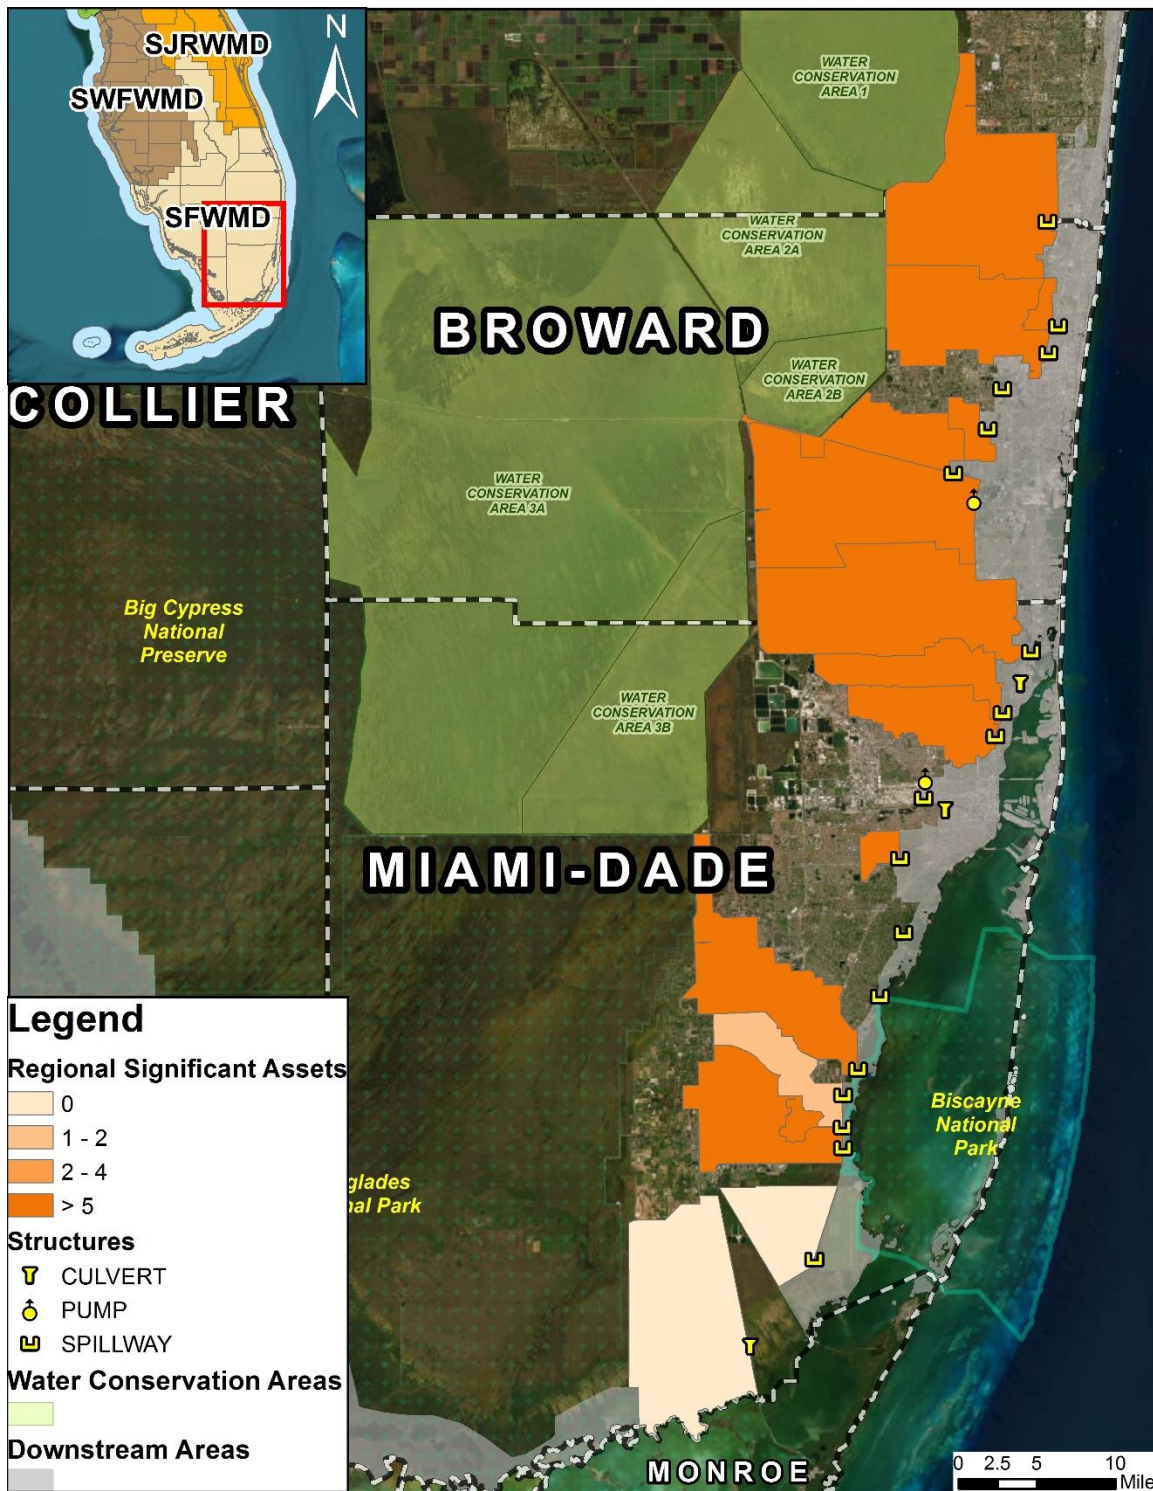 SJRWMD
N
SWFWMD
SFWMD
WATER
CONSERVATION
AREA 1
WATER
CONSERVATION
AREA 2A
BROWARD
WATER
CONSERVATION
AREA 2B
COLLIER
WATER
CONSERVATION
AREA 3A
Big Cypress
National
Preserve
WATER
CONSERVATION
AREA 3B
MIAMI-DADE
Biscayne
National
Park
glades
nal Park
Legend
Regional Significant Assets
0
1 - 2
2 - 4
> 5
Structures
CULVERT
PUMP
SPILLWAY
Water Conservation Areas
Downstream Areas
MONROE
0 2.5 5 10
Mile